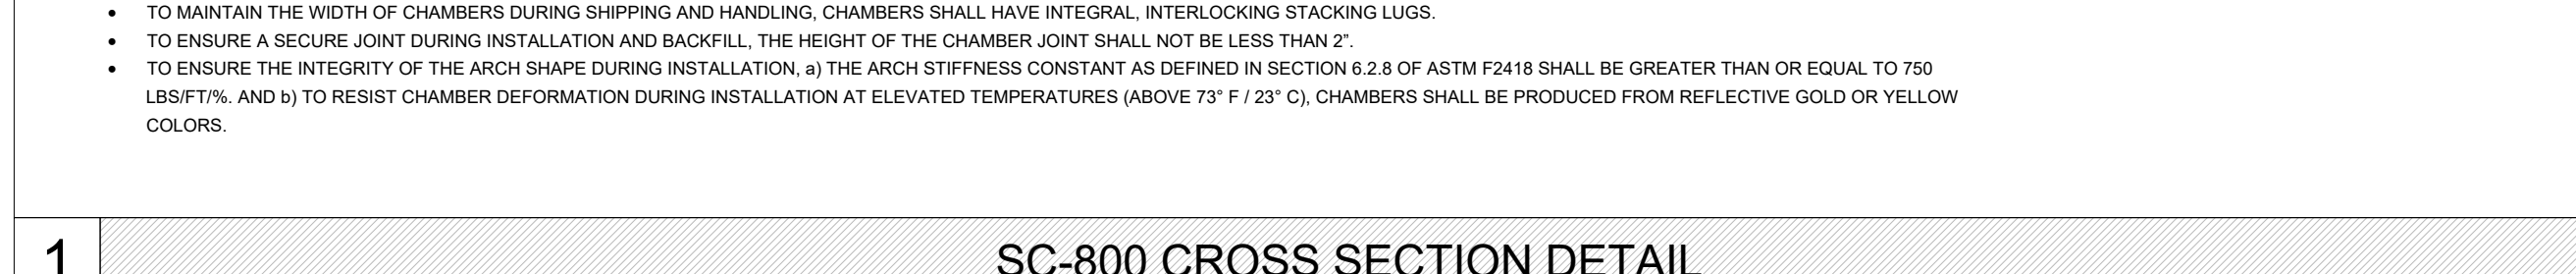 • TO MAINTAIN THE WIDTH OF CHAMBERS DURING SHIPPING AND HANDLING, CHAMBERS SHALL HAVE INTEGRAL, INTERLOCKING STACKING LUGS.
• TO ENSURE A SECURE JOINT DURING INSTALLATION AND BACKFILL, THE HEIGHT OF THE CHAMBER JOINT SHALL NOT BE LESS THAN 2”.
• TO ENSURE THE INTEGRITY OF THE ARCH SHAPE DURING INSTALLATION, a) THE ARCH STIFFNESS CONSTANT AS DEFINED IN SECTION 6.2.8 OF ASTM F2418 SHALL BE GREATER THAN OR EQUAL TO 750
LBS/FT/%. AND b) TO RESIST CHAMBER DEFORMATION DURING INSTALLATION AT ELEVATED TEMPERATURES (ABOVE 73° F / 23° C), CHAMBERS SHALL BE PRODUCED FROM REFLECTIVE GOLD OR YELLOW
COLORS.
1
SC-800 CROSS SECTION DETAIL